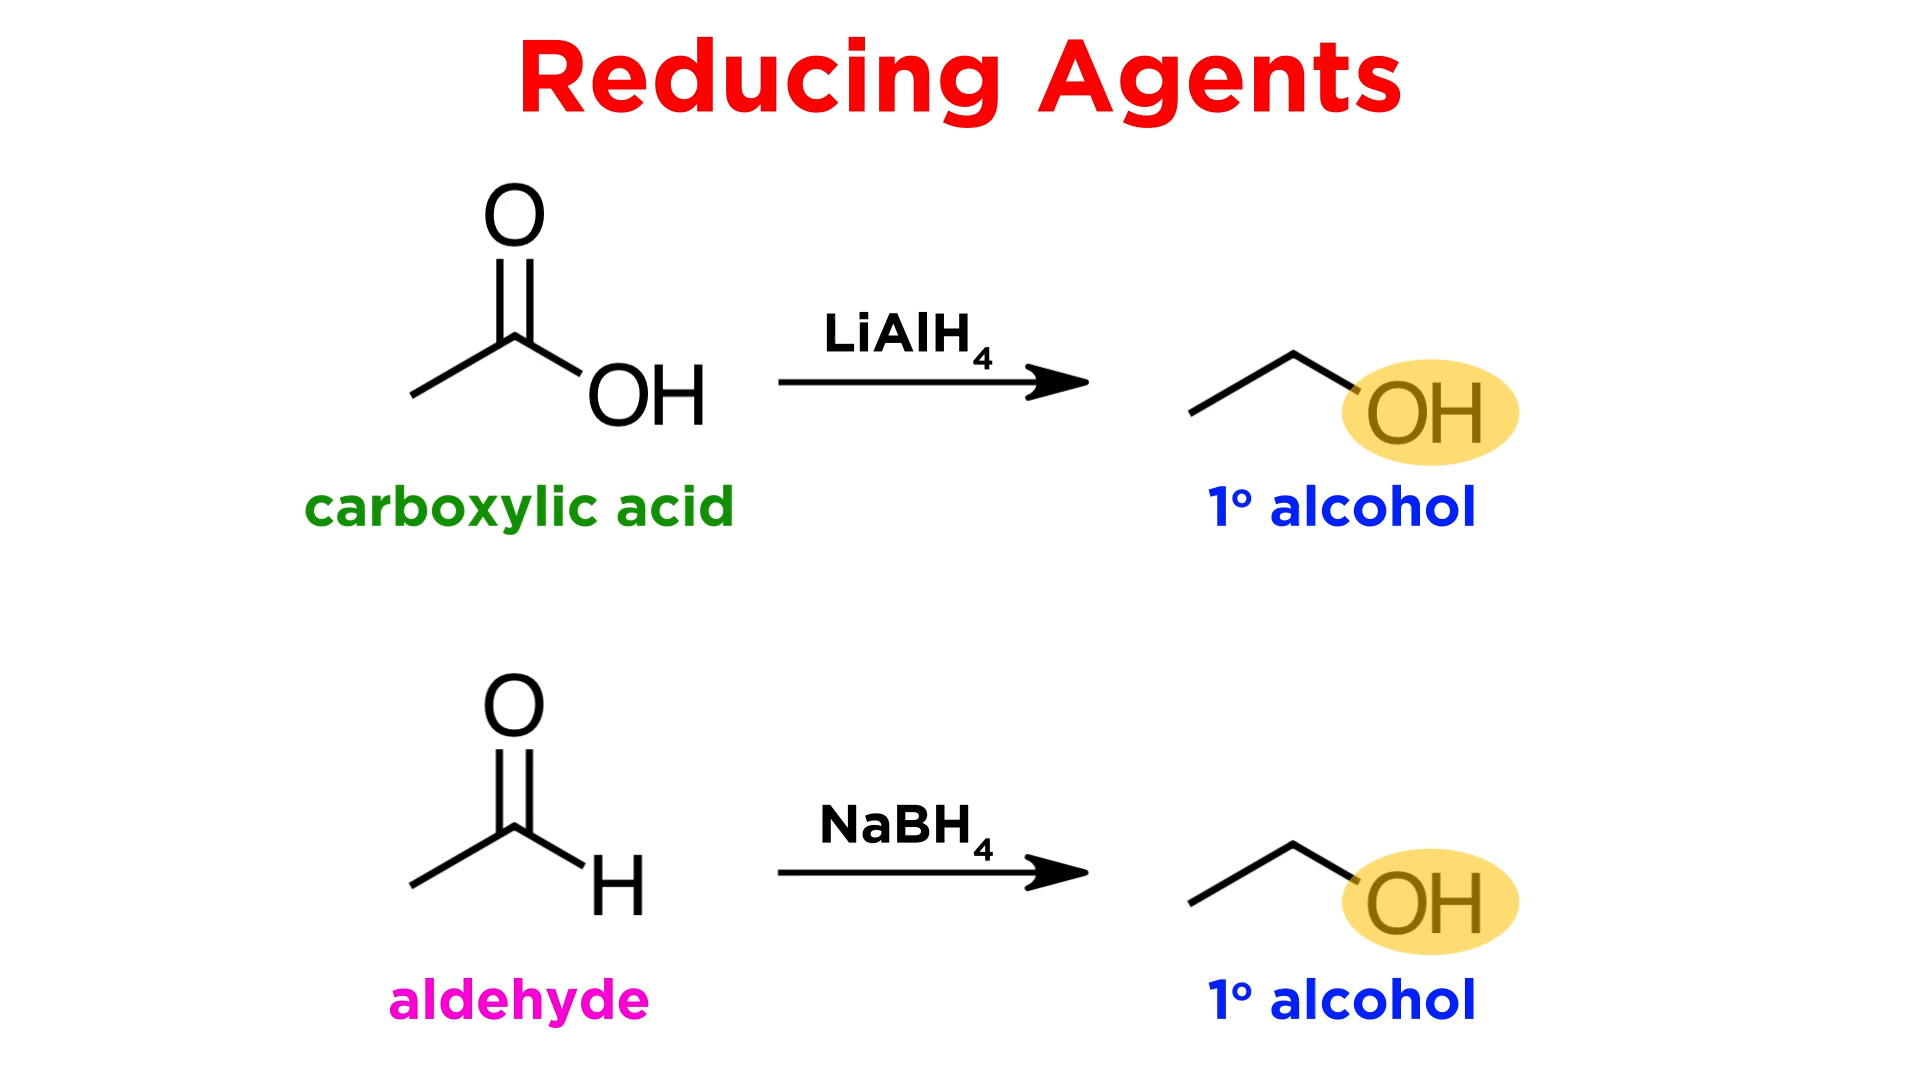 Reducing Agents
O
OH
LiAlH₄
OH
carboxylic acid
1° alcohol
O
H
NaBH₄
OH
aldehyde
1° alcohol